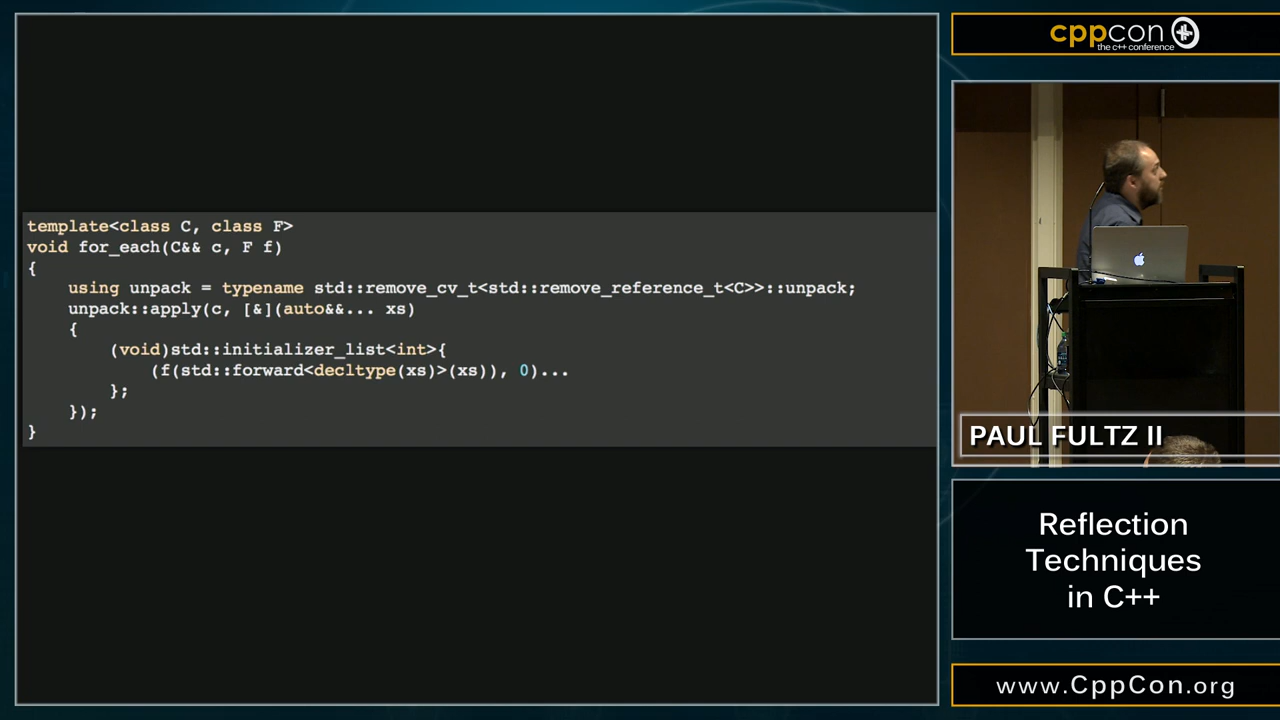 template<class C, class F>
void for_each(C&& c, F f)
{
    using unpack = typename std::remove_cv_t<std::remove_reference_t<C>>::unpack;
    unpack::apply(c, [&](auto&&... xs)
    {
        (void)std::initializer_list<int>{
            (f(std::forward<decltype(xs)>(xs)), 0)...
        };
    });
}
cppcon
the c++ conference
PAUL FULTZ II
Reflection
Techniques
in C++
www.CppCon.org